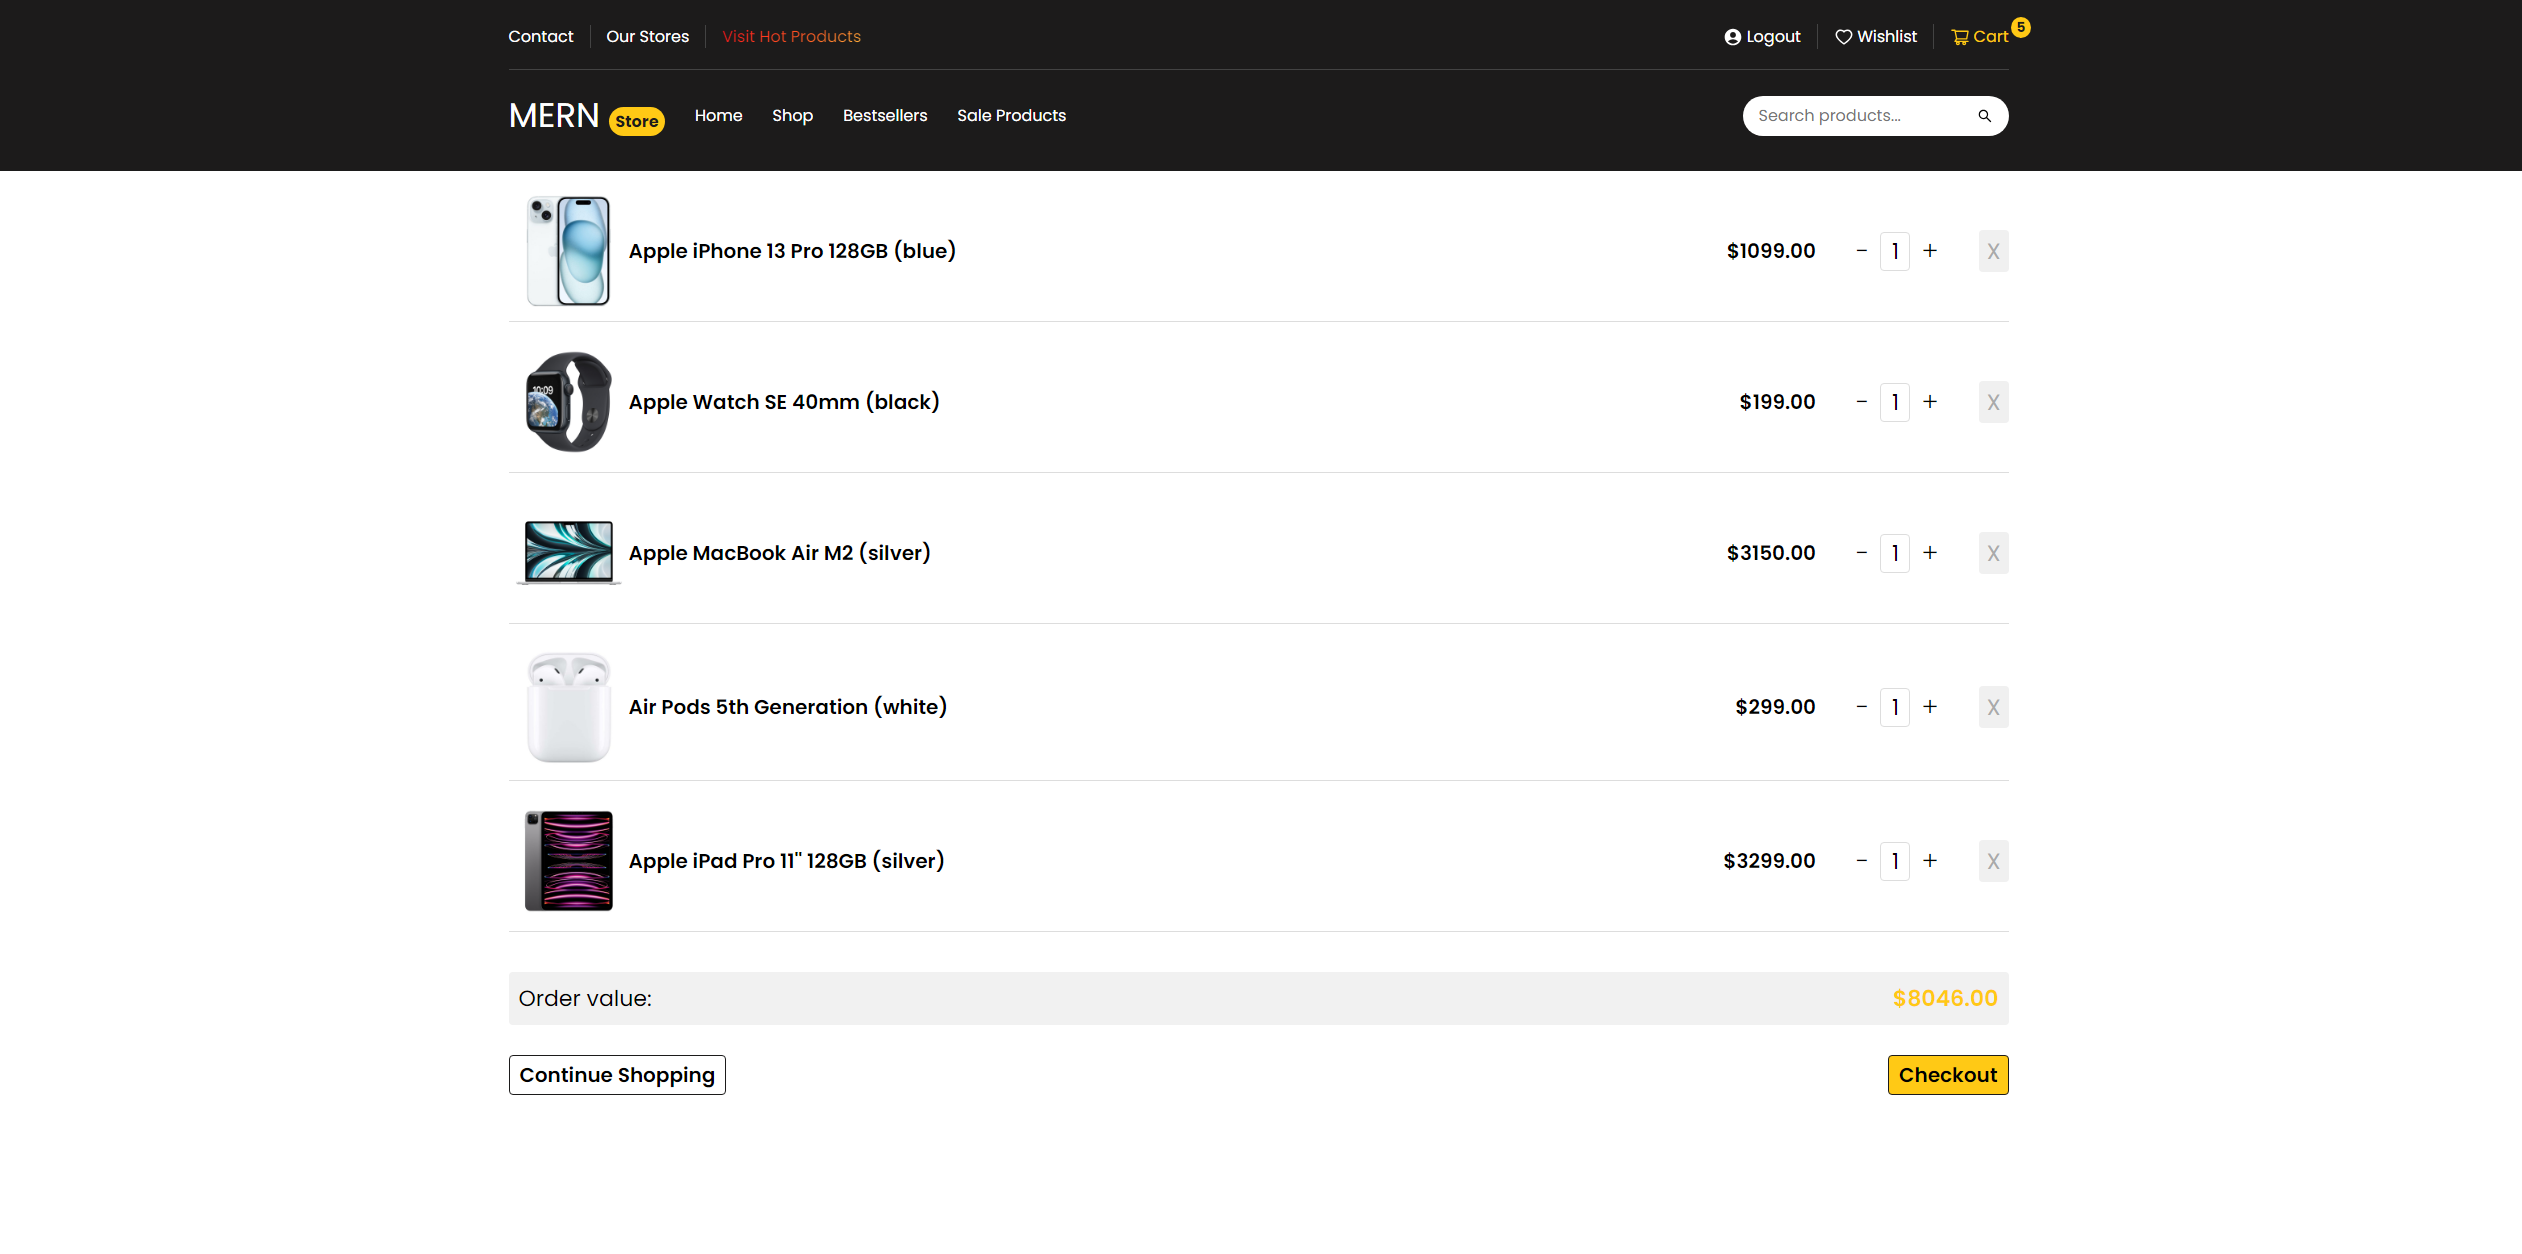 Contact Our Stores Visit Hot Products Logout Wishlist Cart 5
MERN Store Home Shop Bestsellers Sale Products Search products...
Apple iPhone 13 Pro 128GB (blue) $1099.00 - 1 + X
10:09
Apple Watch SE 40mm (black) $199.00 - 1 + X
Apple MacBook Air M2 (silver) $3150.00 - 1 + X
Air Pods 5th Generation (white) $299.00 - 1 + X
Apple iPad Pro 11" 128GB (silver) $3299.00 - 1 + X
Order value: $8046.00
Continue Shopping Checkout